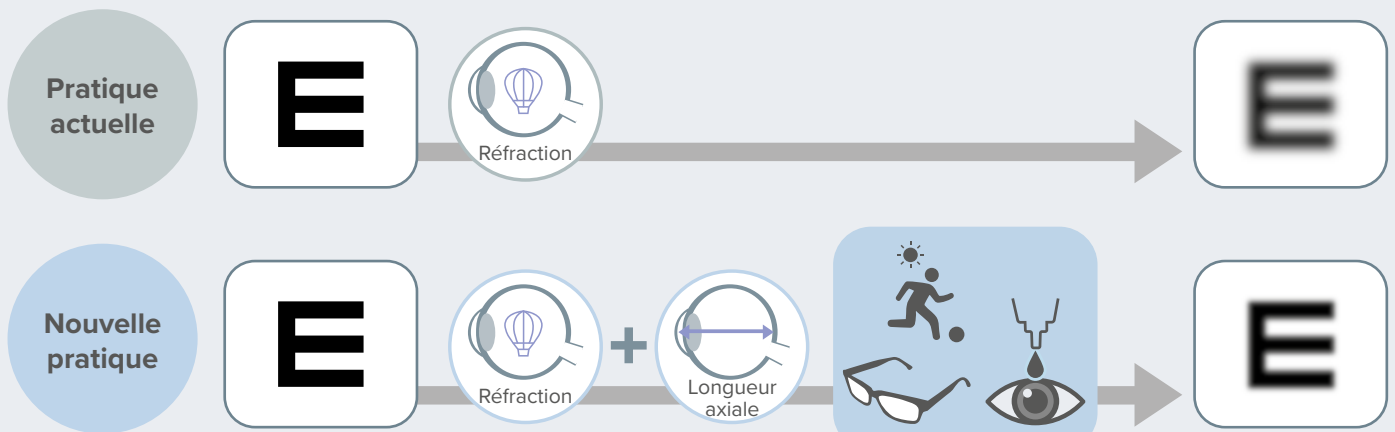 Pratique
actuelle
E
Réfraction
E
Nouvelle
pratique
E
Réfraction
+
Longueur
axiale
E